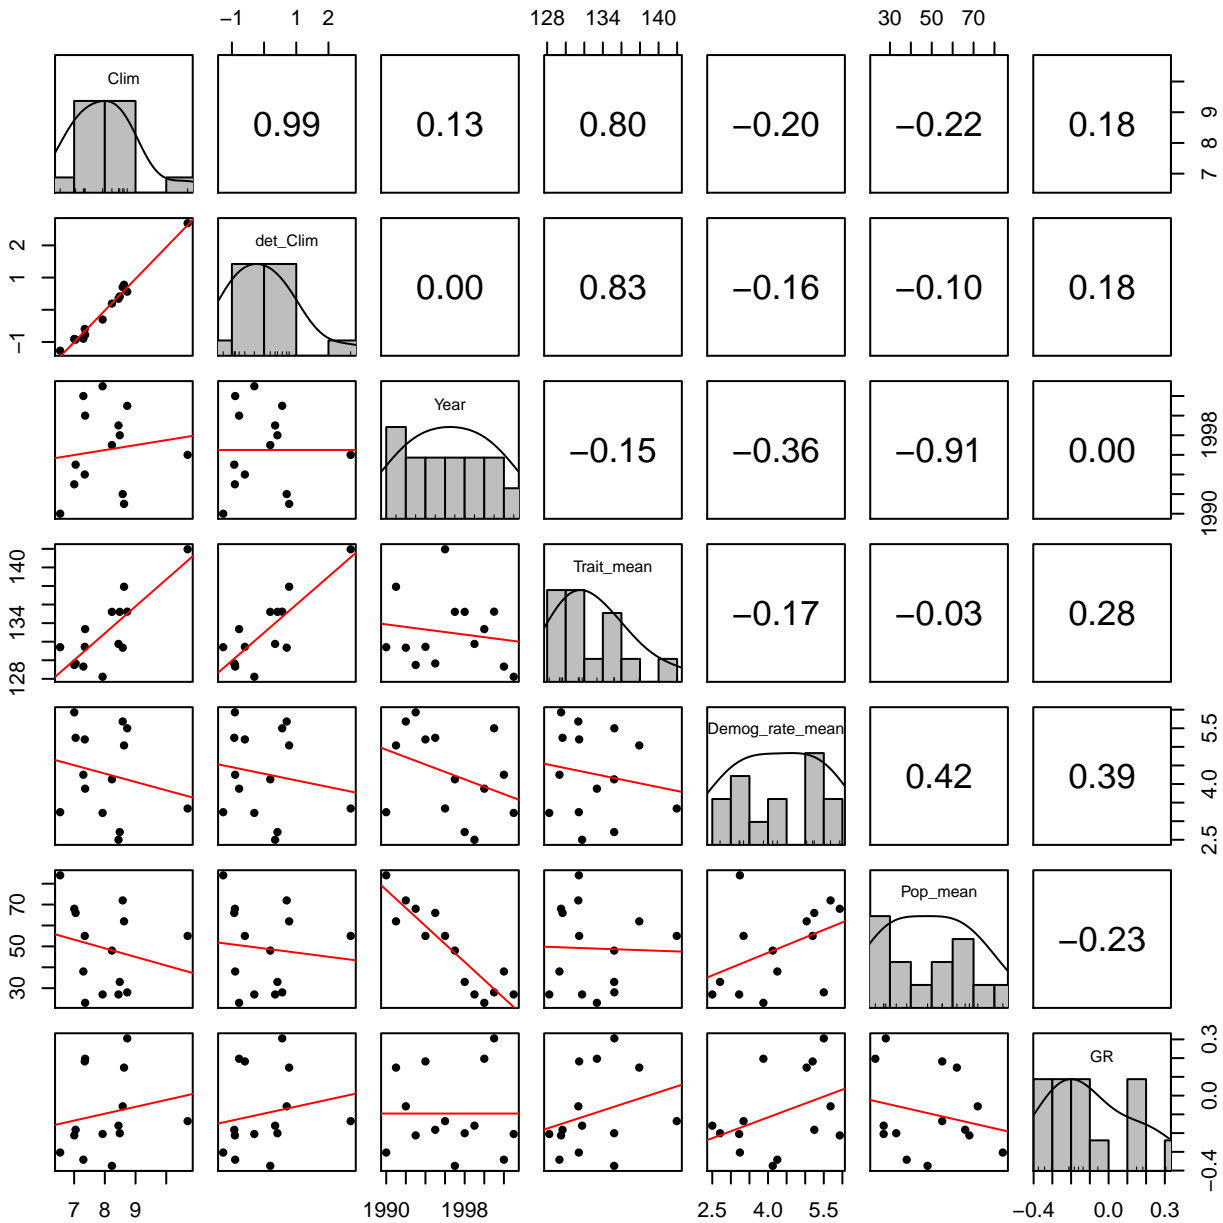 −1 1 2 128 134 140 30 50 70
Clim
0.99 0.13 0.80 −0.20 −0.22 0.18
7 8 9
det_Clim
0.00 0.83 −0.16 −0.10 0.18
−1 1 2
Year
−0.15 −0.36 −0.91 0.00
1990 1998
Trait_mean
−0.17 −0.03 0.28
128 134 140
Demog_rate_mean
0.42 0.39
2.5 4.0 5.5
Pop_mean
−0.23
30 50 70
GR
−0.4 0.0 0.3
7 8 9 1990 1998 2.5 4.0 5.5 −0.4 0.0 0.3